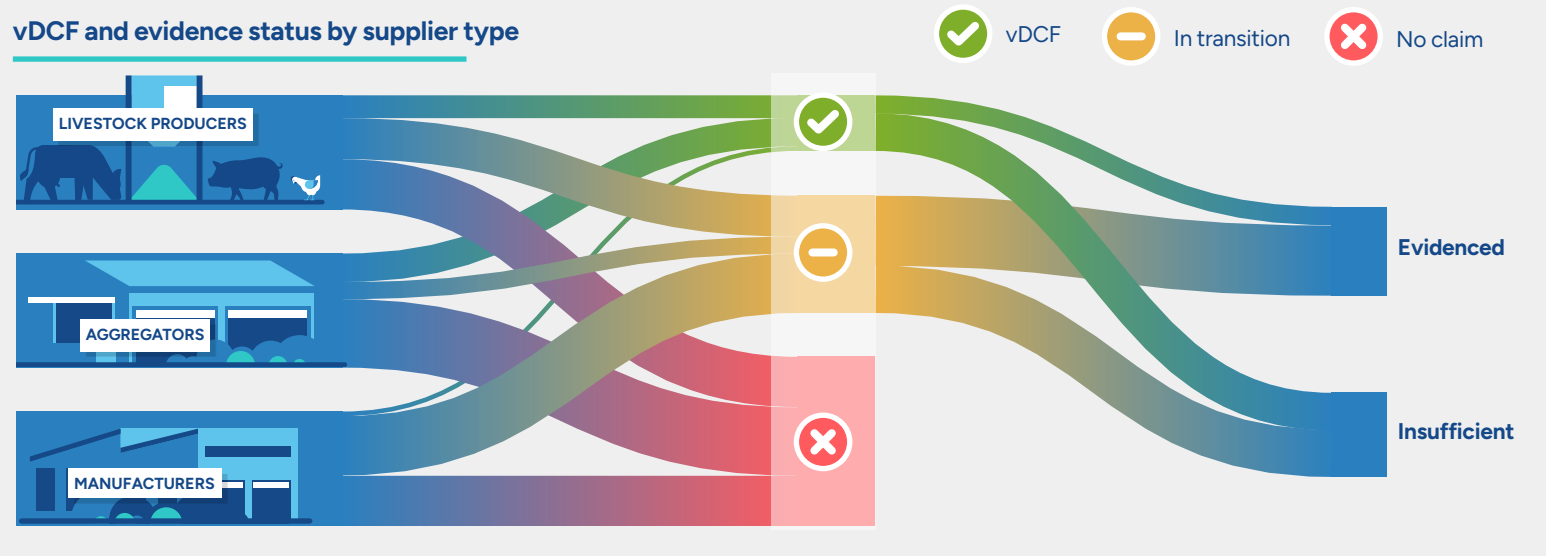 vDCF and evidence status by supplier type
vDCF
In transition
No claim
LIVESTOCK PRODUCERS
AGGREGATORS
MANUFACTURERS
Evidenced
Insufficient